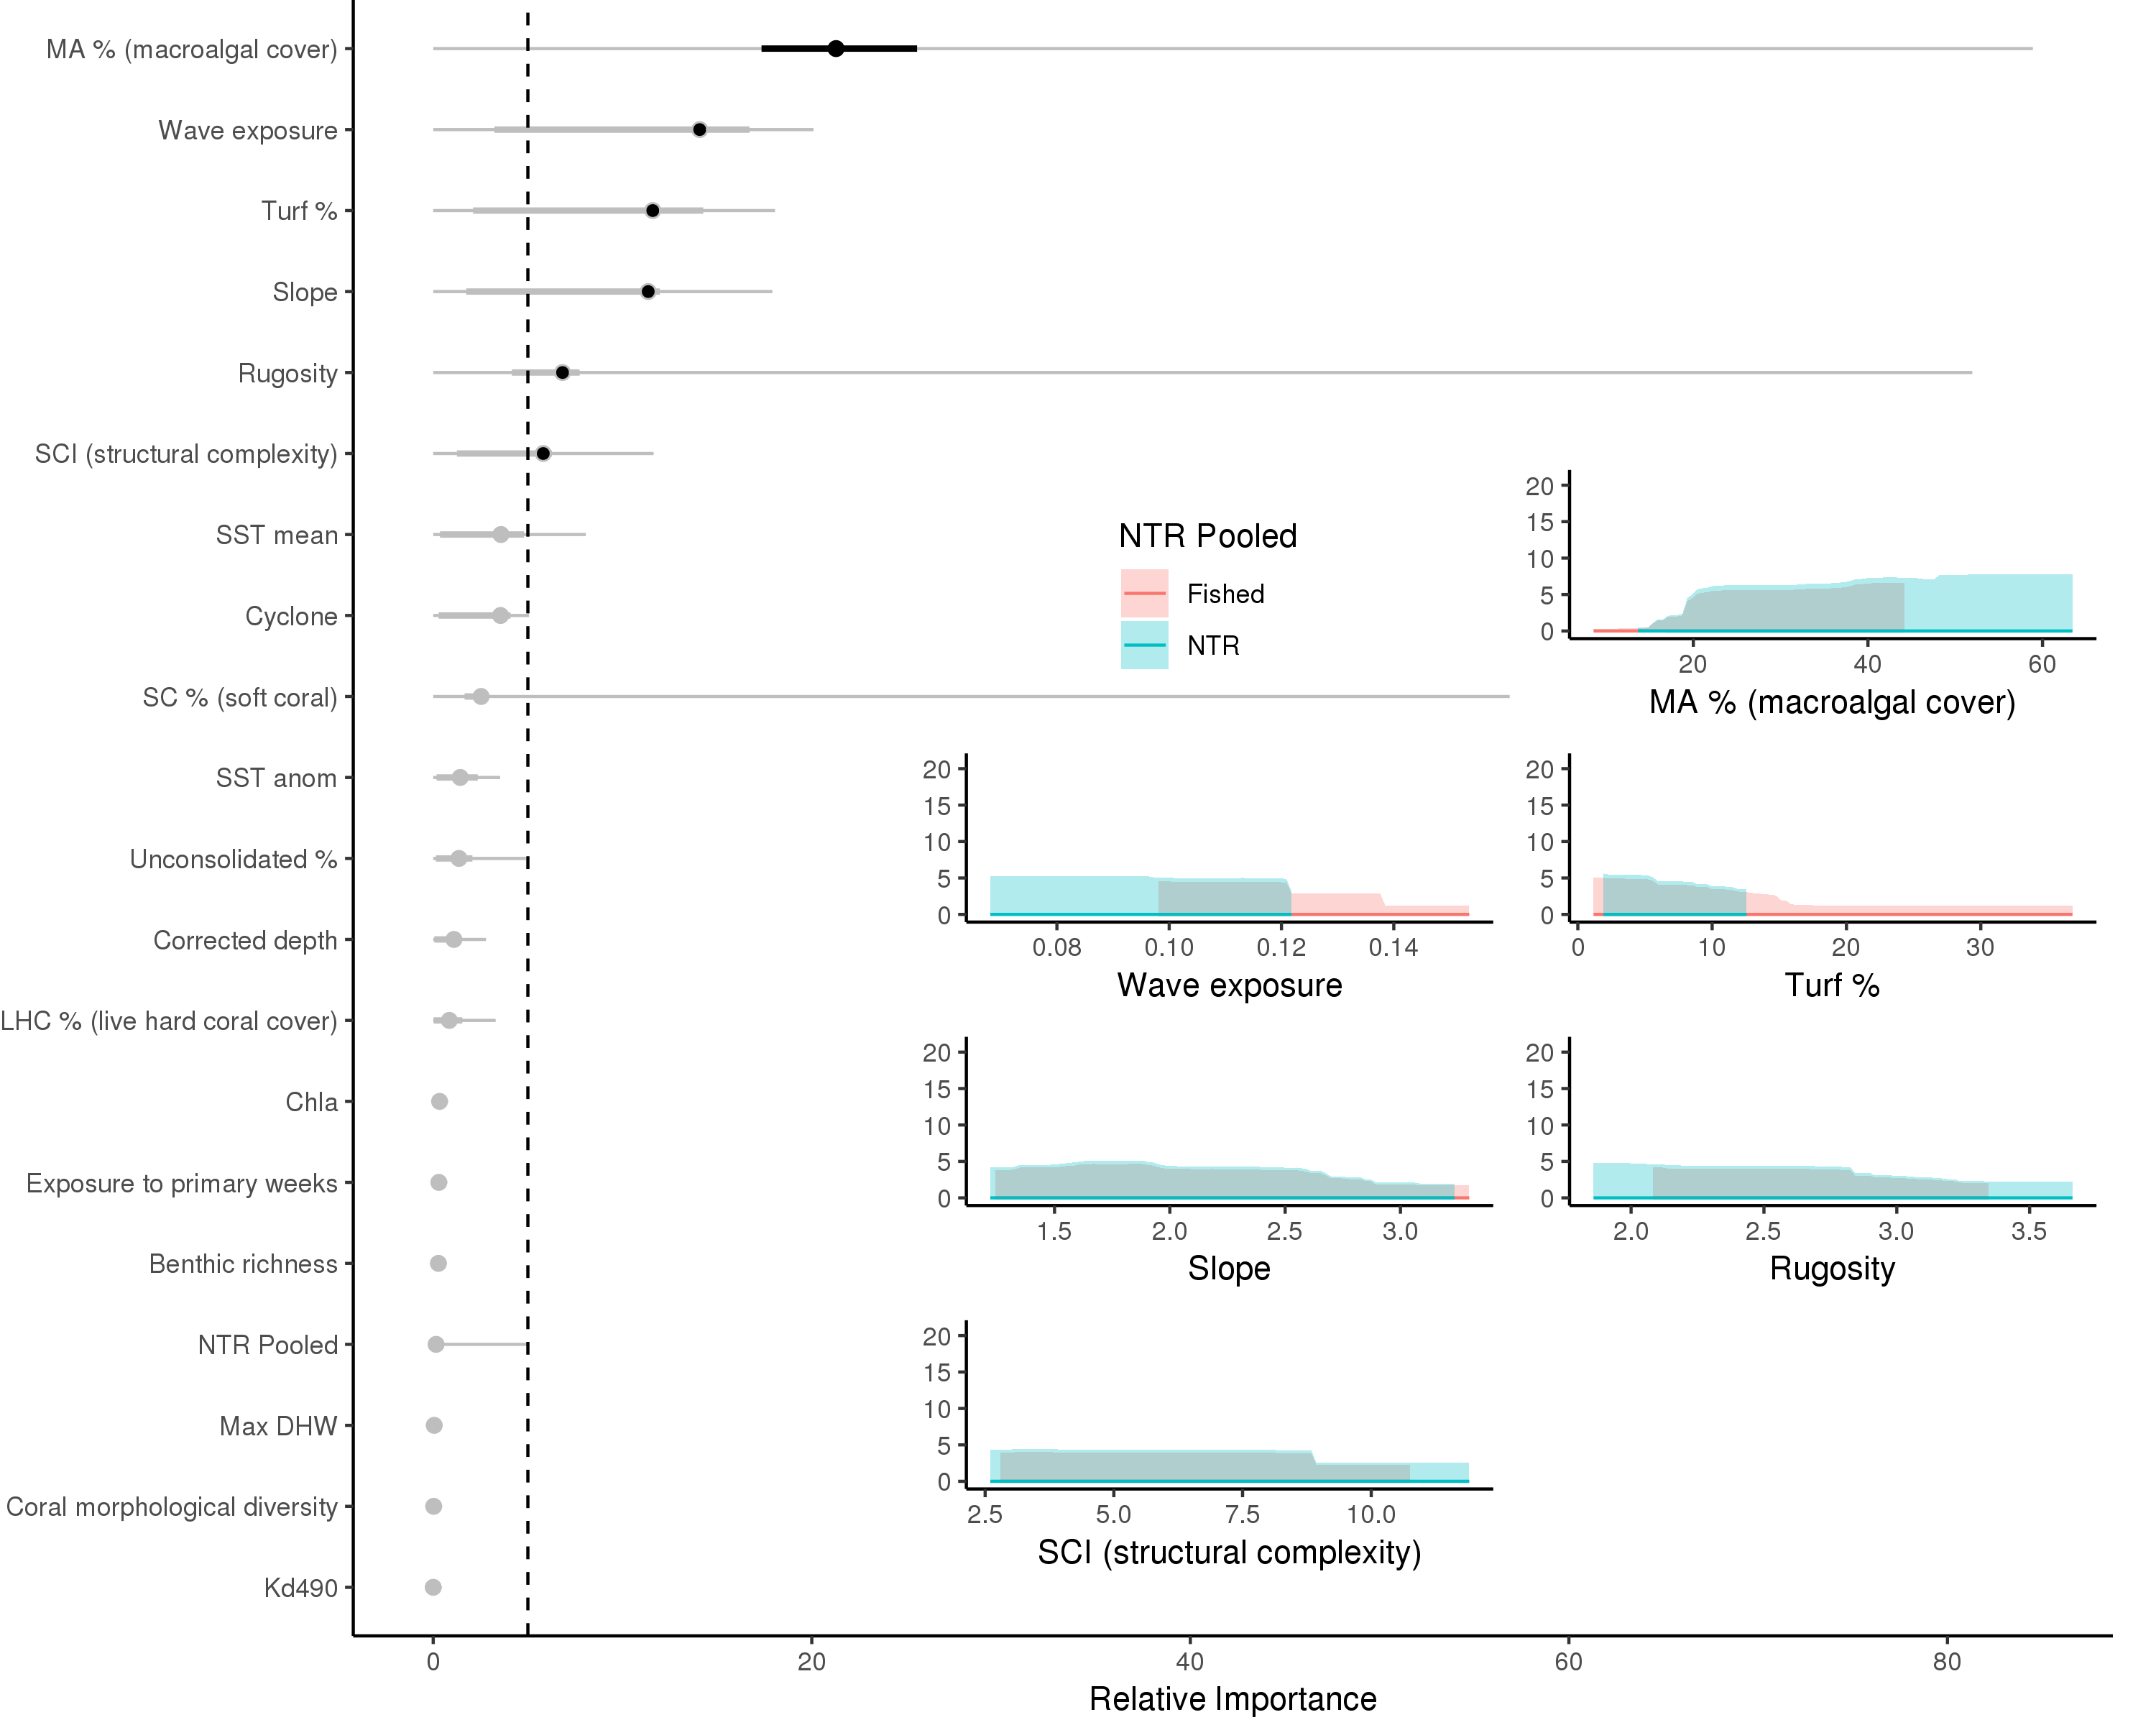 MA % (macroalgal cover)
Wave exposure
Turf %
Slope
Rugosity
SCI (structural complexity)
SST mean
Cyclone
SC % (soft coral)
SST anom
Unconsolidated %
Corrected depth
LHC % (live hard coral cover)
Chla
Exposure to primary weeks
Benthic richness
NTR Pooled
Max DHW
Coral morphological diversity
Kd490
0 20 40 60 80
Relative Importance
NTR Pooled
Fished
NTR
20
15
10
5
0
20 40 60
MA % (macroalgal cover)
20
15
10
5
0
0.08 0.10 0.12 0.14
Wave exposure
20
15
10
5
0
0 10 20 30
Turf %
20
15
10
5
0
1.5 2.0 2.5 3.0
Slope
20
15
10
5
0
2.0 2.5 3.0 3.5
Rugosity
20
15
10
5
0
2.5 5.0 7.5 10.0
SCI (structural complexity)